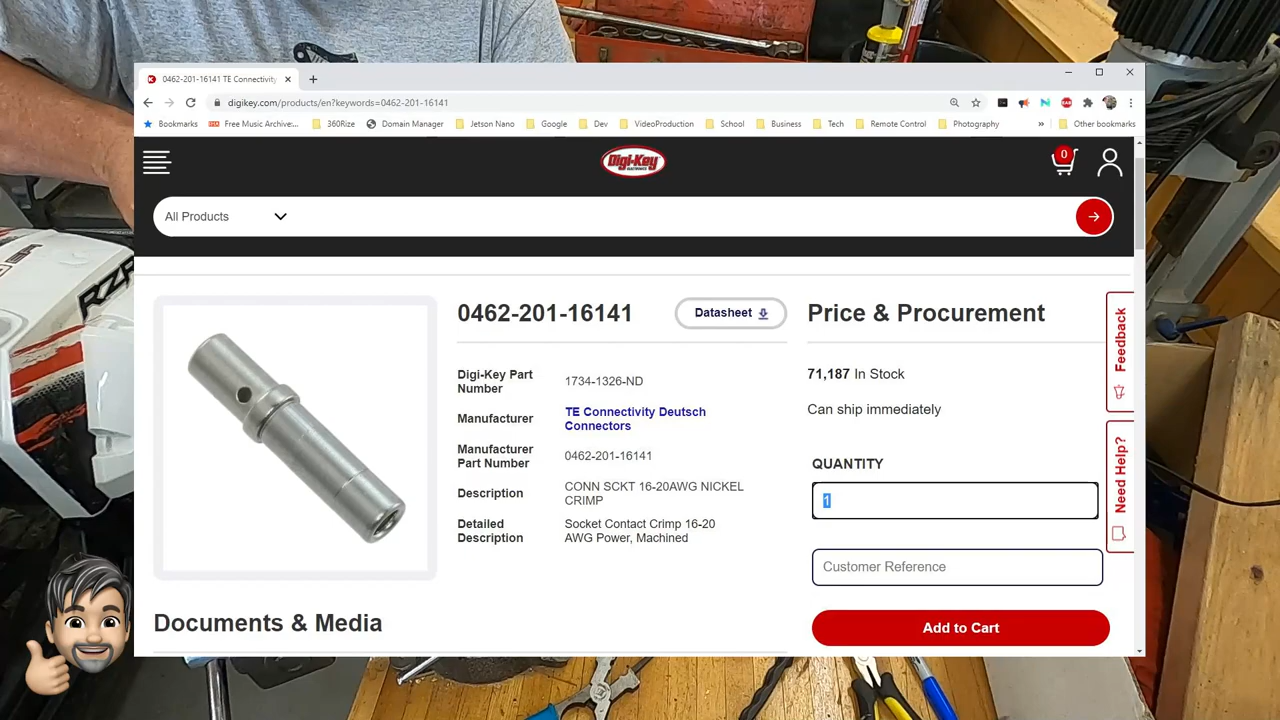 0462-201-16141 TE Connectivity
digikey.com/products/en?keywords=0462-201-16141
Bookmarks
Free Music Archive:...
360Rize
Domain Manager
Jetson Nano
Google
Dev
VideoProduction
School
Business
Tech
Remote Control
Photography
»
Other bookmarks
Digi-Key
ELECTRONICS
0
All Products
RZR
0462-201-16141
Datasheet
Price & Procurement
Digi-Key Part
Number
1734-1326-ND
Manufacturer
TE Connectivity Deutsch
Connectors
Manufacturer
Part Number
0462-201-16141
Description
CONN SCKT 16-20AWG NICKEL
CRIMP
Detailed
Description
Socket Contact Crimp 16-20
AWG Power, Machined
71,187 In Stock
Can ship immediately
QUANTITY
1
Customer Reference
Add to Cart
Feedback
Need Help?
Documents & Media